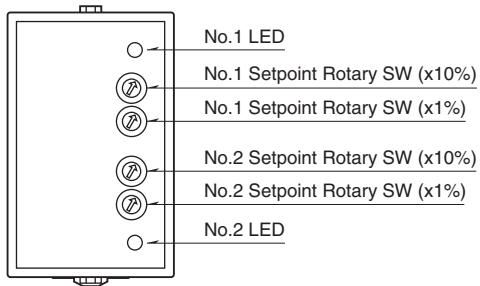 No.1 LED
No.1 Setpoint Rotary SW (x10%)
No.1 Setpoint Rotary SW (x1%)
No.2 Setpoint Rotary SW (x10%)
No.2 Setpoint Rotary SW (x1%)
No.2 LED